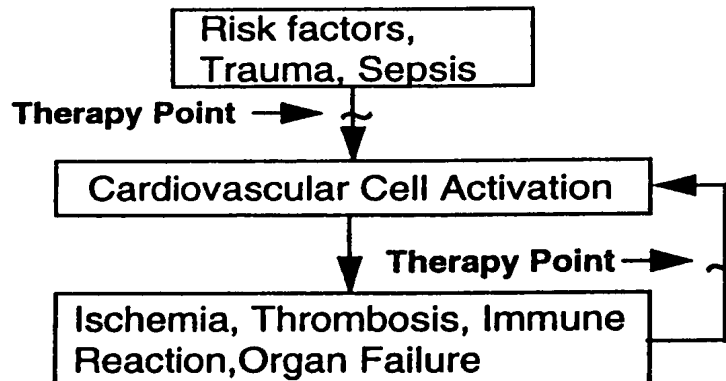 Risk factors,
Trauma, Sepsis
Therapy Point
Cardiovascular Cell Activation
Therapy Point
Ischemia, Thrombosis, Immune
Reaction,Organ Failure